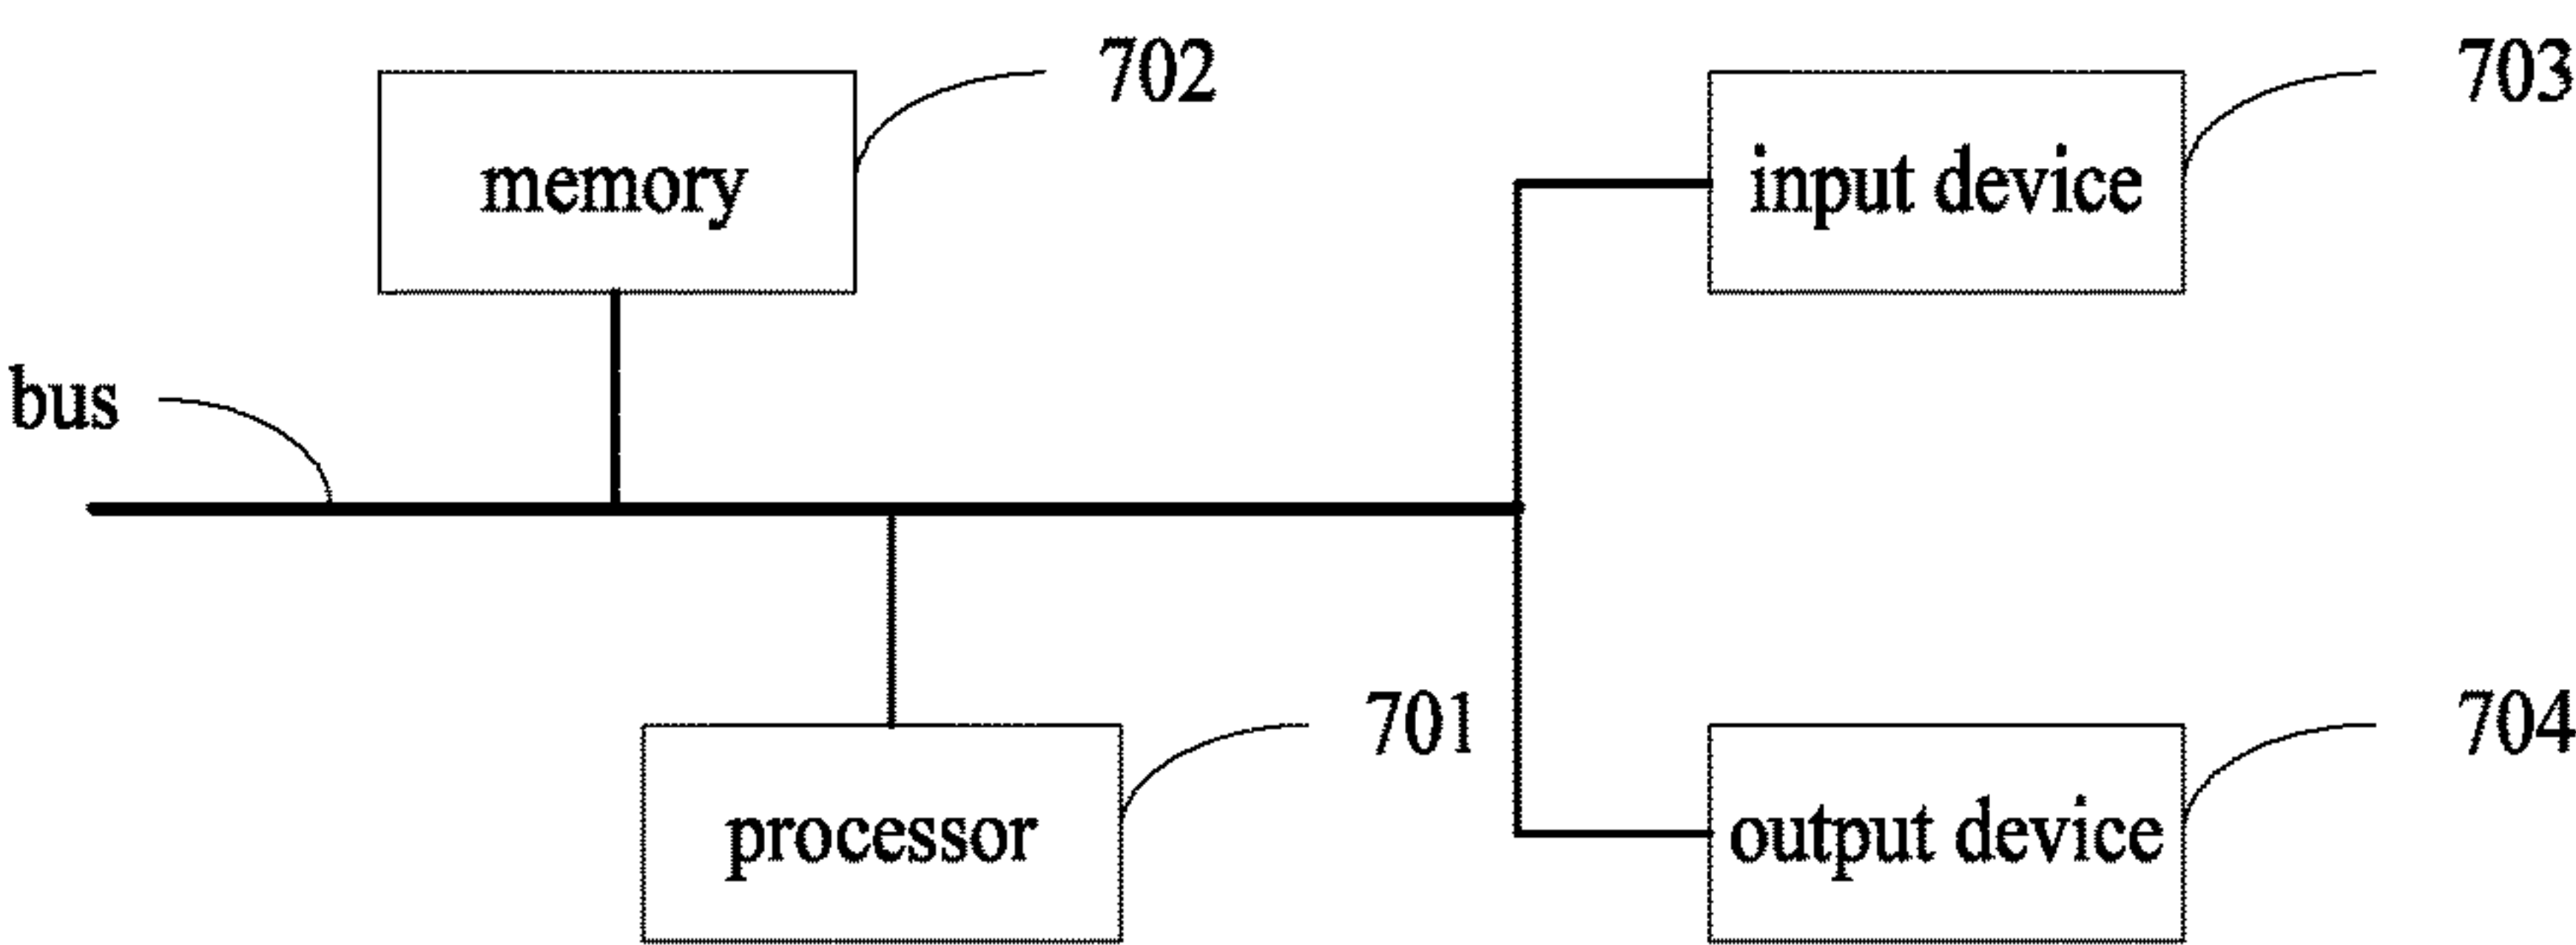 702
703
memory
input device
bus
701
704
processor
output device